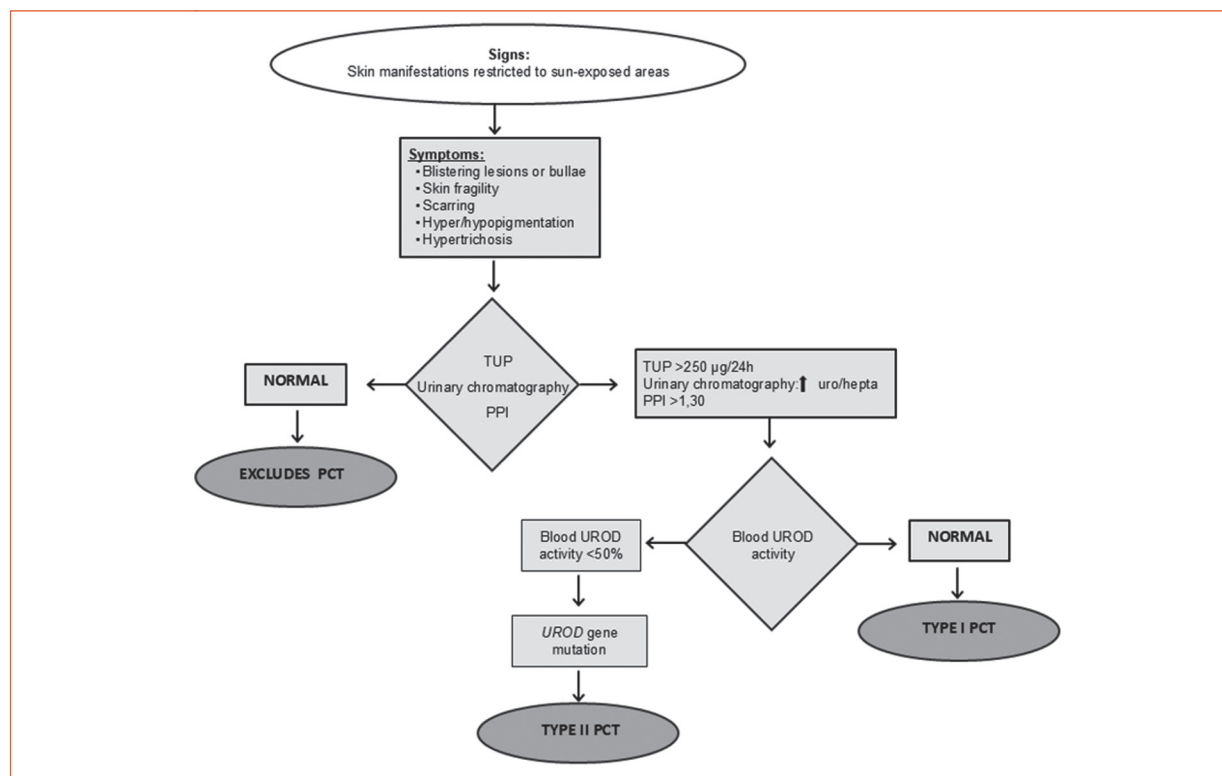 Signs:
Skin manifestations restricted to sun-exposed areas
Symptoms:
• Blistering lesions or bullae
• Skin fragility
• Scarring
• Hyper/hypopigmentation
• Hypertrichosis
TUP
Urinary chromatography
PPI
NORMAL
EXCLUDES PCT
TUP >250 µg/24h
Urinary chromatography:⬆ uro/hepta
PPI >1,30
Blood UROD
activity
Blood UROD
activity <50%
UROD gene
mutation
TYPE II PCT
NORMAL
TYPE I PCT